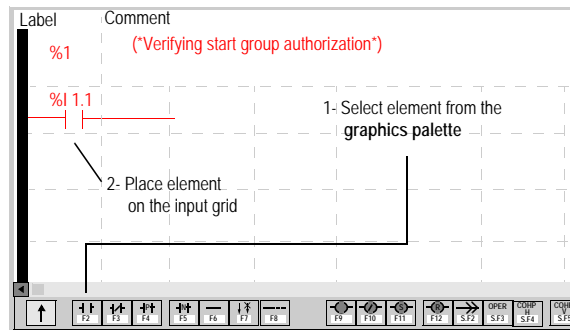 Label Comment
%1 (*Verifying start group authorization*)
%I 1.1
1- Select element from the
graphics palette
2- Place element
on the input grid
F2 F3 P F4 N F5 F6 F7 F8 F9 F10 S F11 R F12 S.F2 OPER S.F3 COMP H S.F4